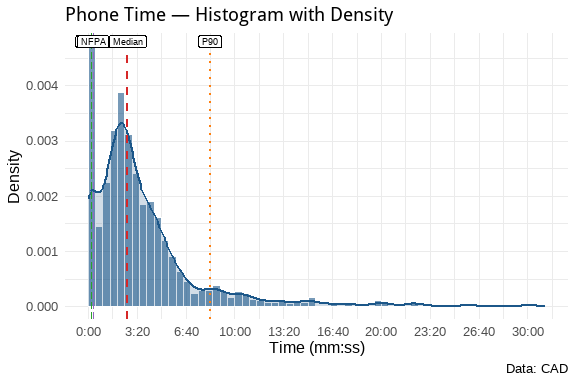 Phone Time — Histogram with Density
NFPA Median P90
0.004
0.003
0.002
0.001
0.000
Density
0:00 3:20 6:40 10:00 13:20 16:40 20:00 23:20 26:40 30:00
Time (mm:ss)
Data: CAD